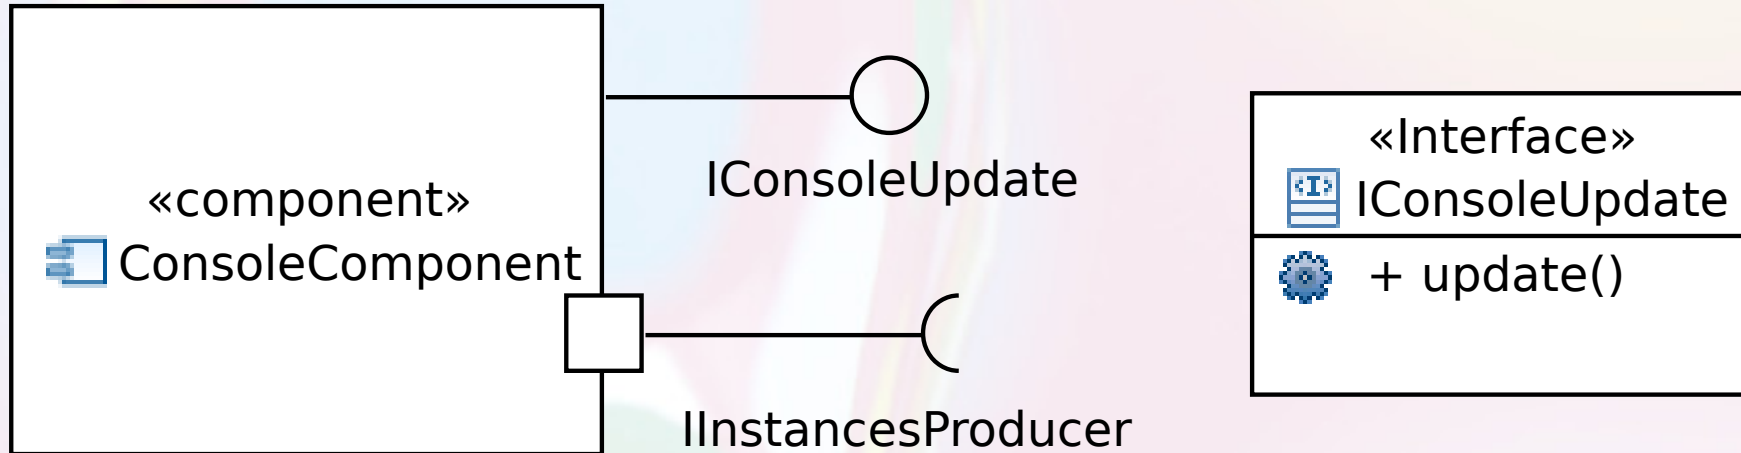 «component»
ConsoleComponent
IConsoleUpdate
IInstancesProducer
«Interface»
<I>
IConsoleUpdate
+ update()